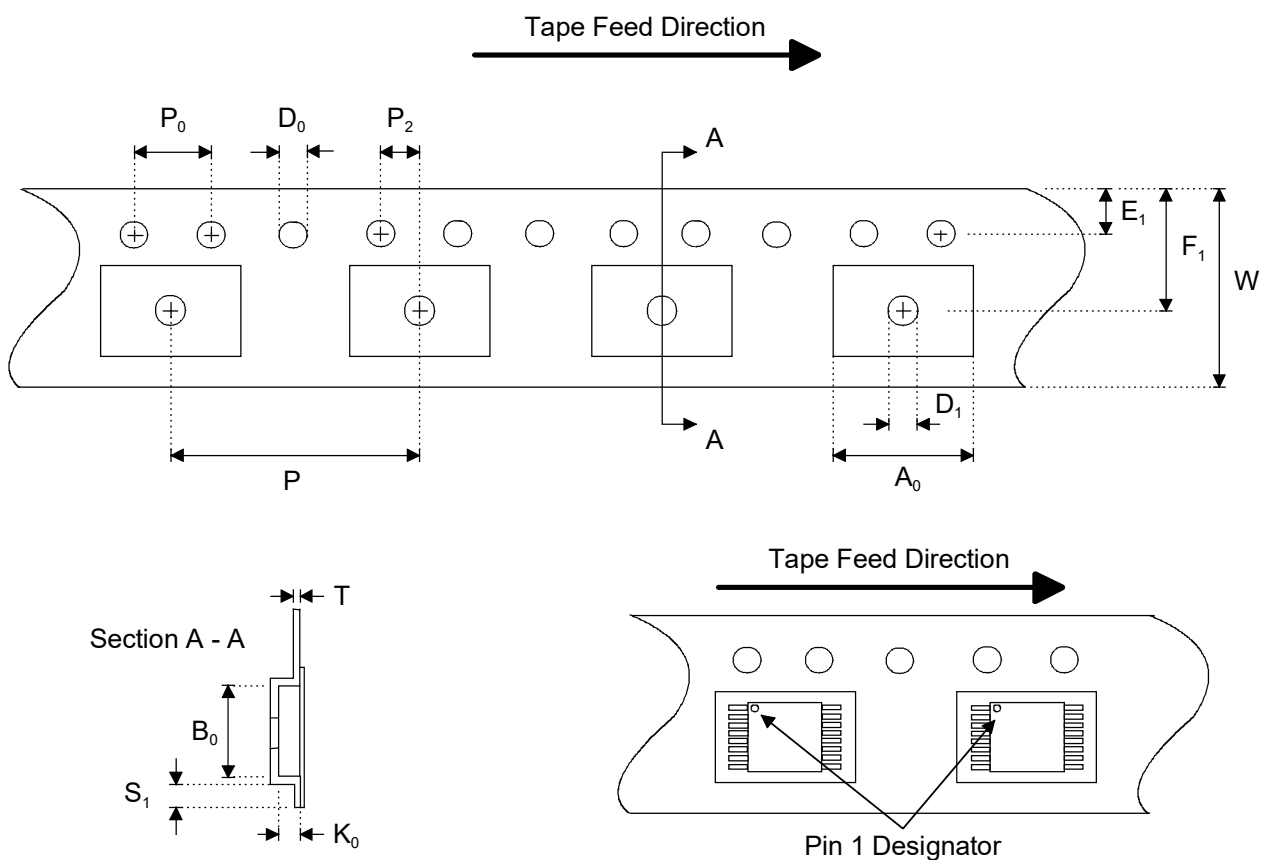 Tape Feed Direction
P₀
D₀
P₂
A
E₁
F₁
W
D₁
A
P
A₀
Tape Feed Direction
T
Section A - A
B₀
S₁
K₀
Pin 1 Designator